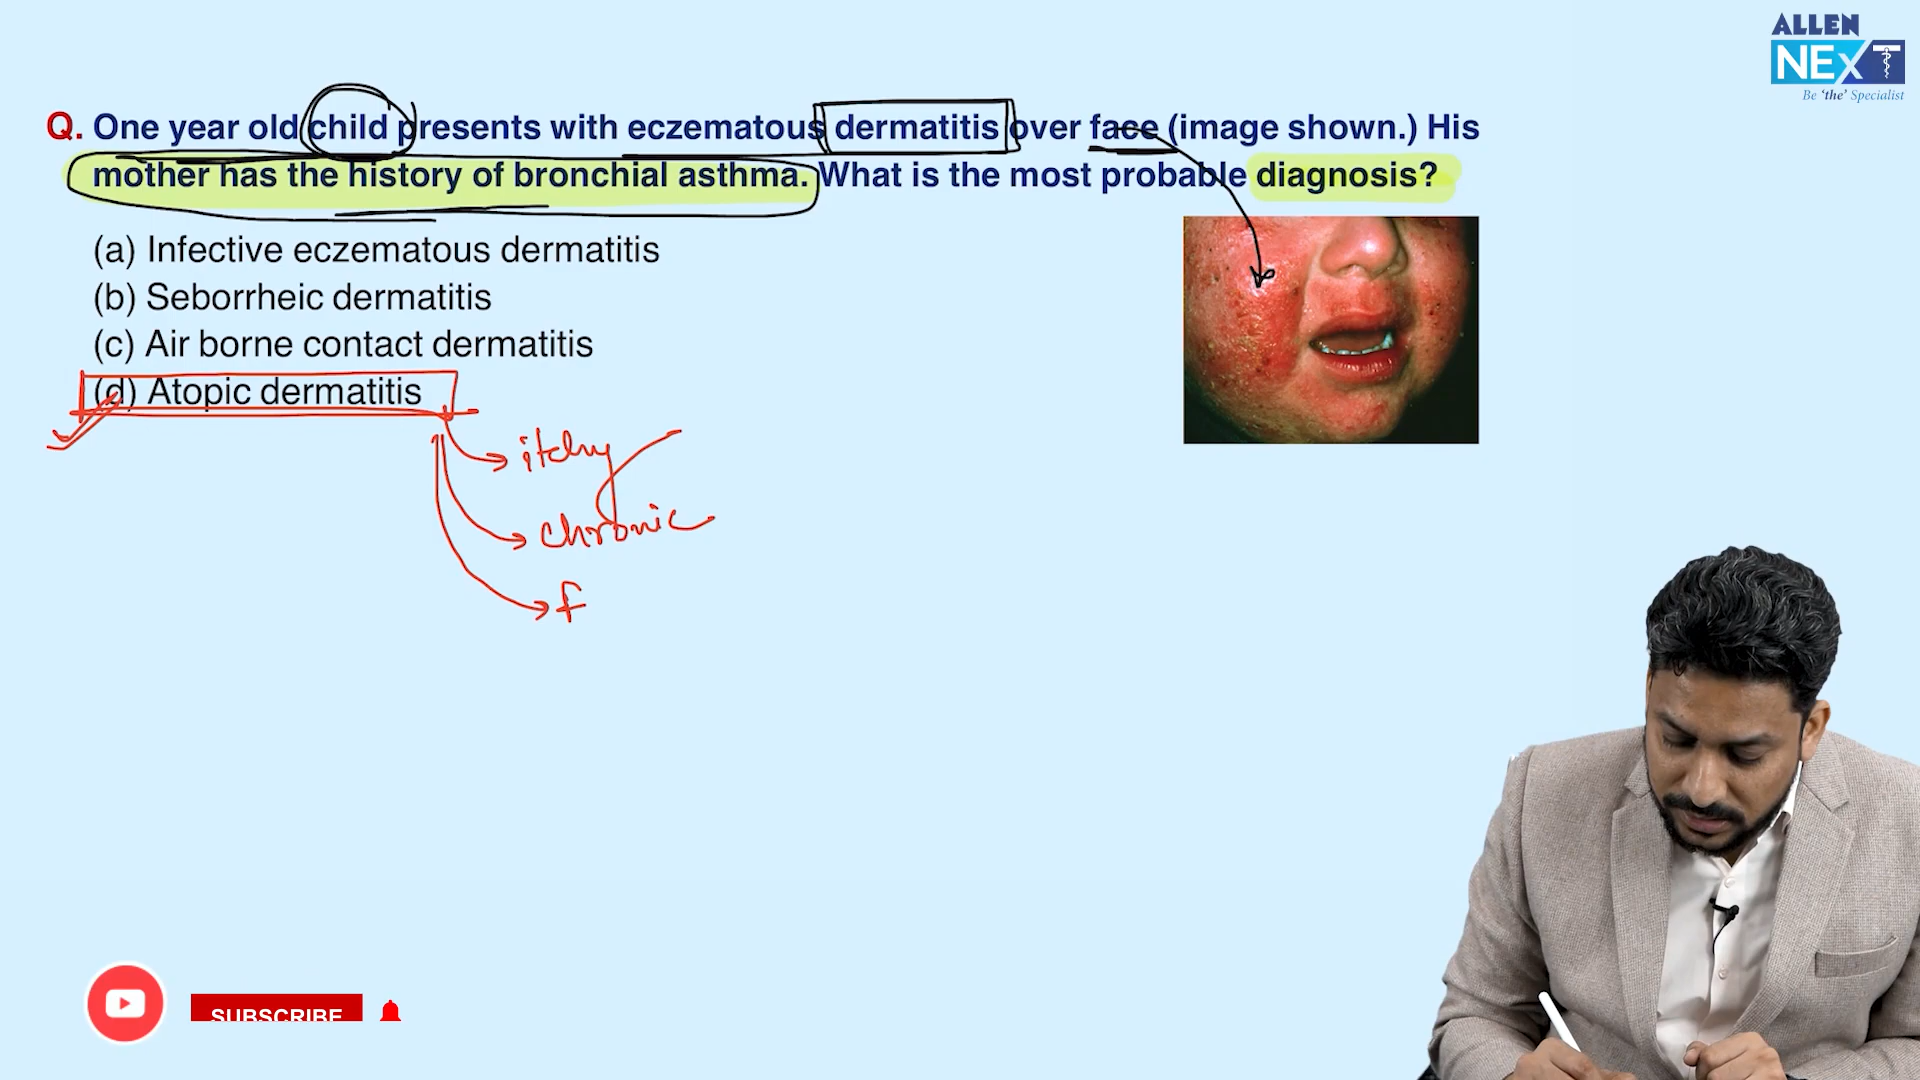 ALLEN
NEXT
Be 'the' Specialist
Q. One year old child presents with eczematous dermatitis over face (image shown.) His
mother has the history of bronchial asthma. What is the most probable diagnosis?
(a) Infective eczematous dermatitis
(b) Seborrheic dermatitis
(c) Air borne contact dermatitis
(d) Atopic dermatitis
itchy
chronic
f
SUBSCRIBE